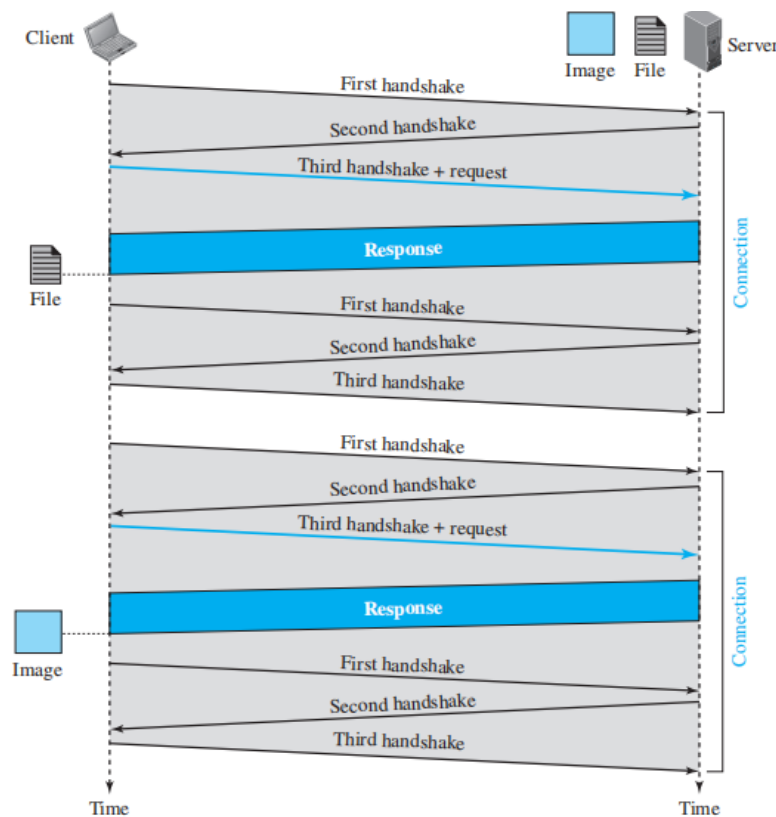 Client
Server
Image
File
First handshake
Second handshake
Third handshake + request
Response
File
First handshake
Second handshake
Third handshake
Connection
First handshake
Second handshake
Third handshake + request
Response
Image
First handshake
Second handshake
Third handshake
Connection
Time
Time